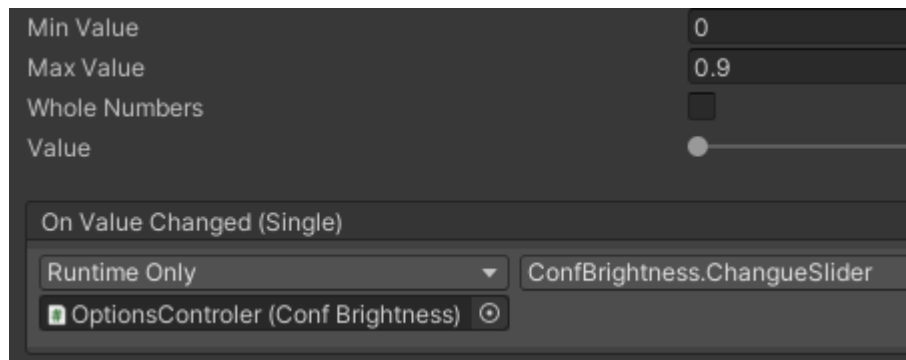 Min Value 0
Max Value 0.9
Whole Numbers
Value
On Value Changed (Single)
Runtime Only ConfBrightness.ChangueSlider
OptionsControler (Conf Brightness)